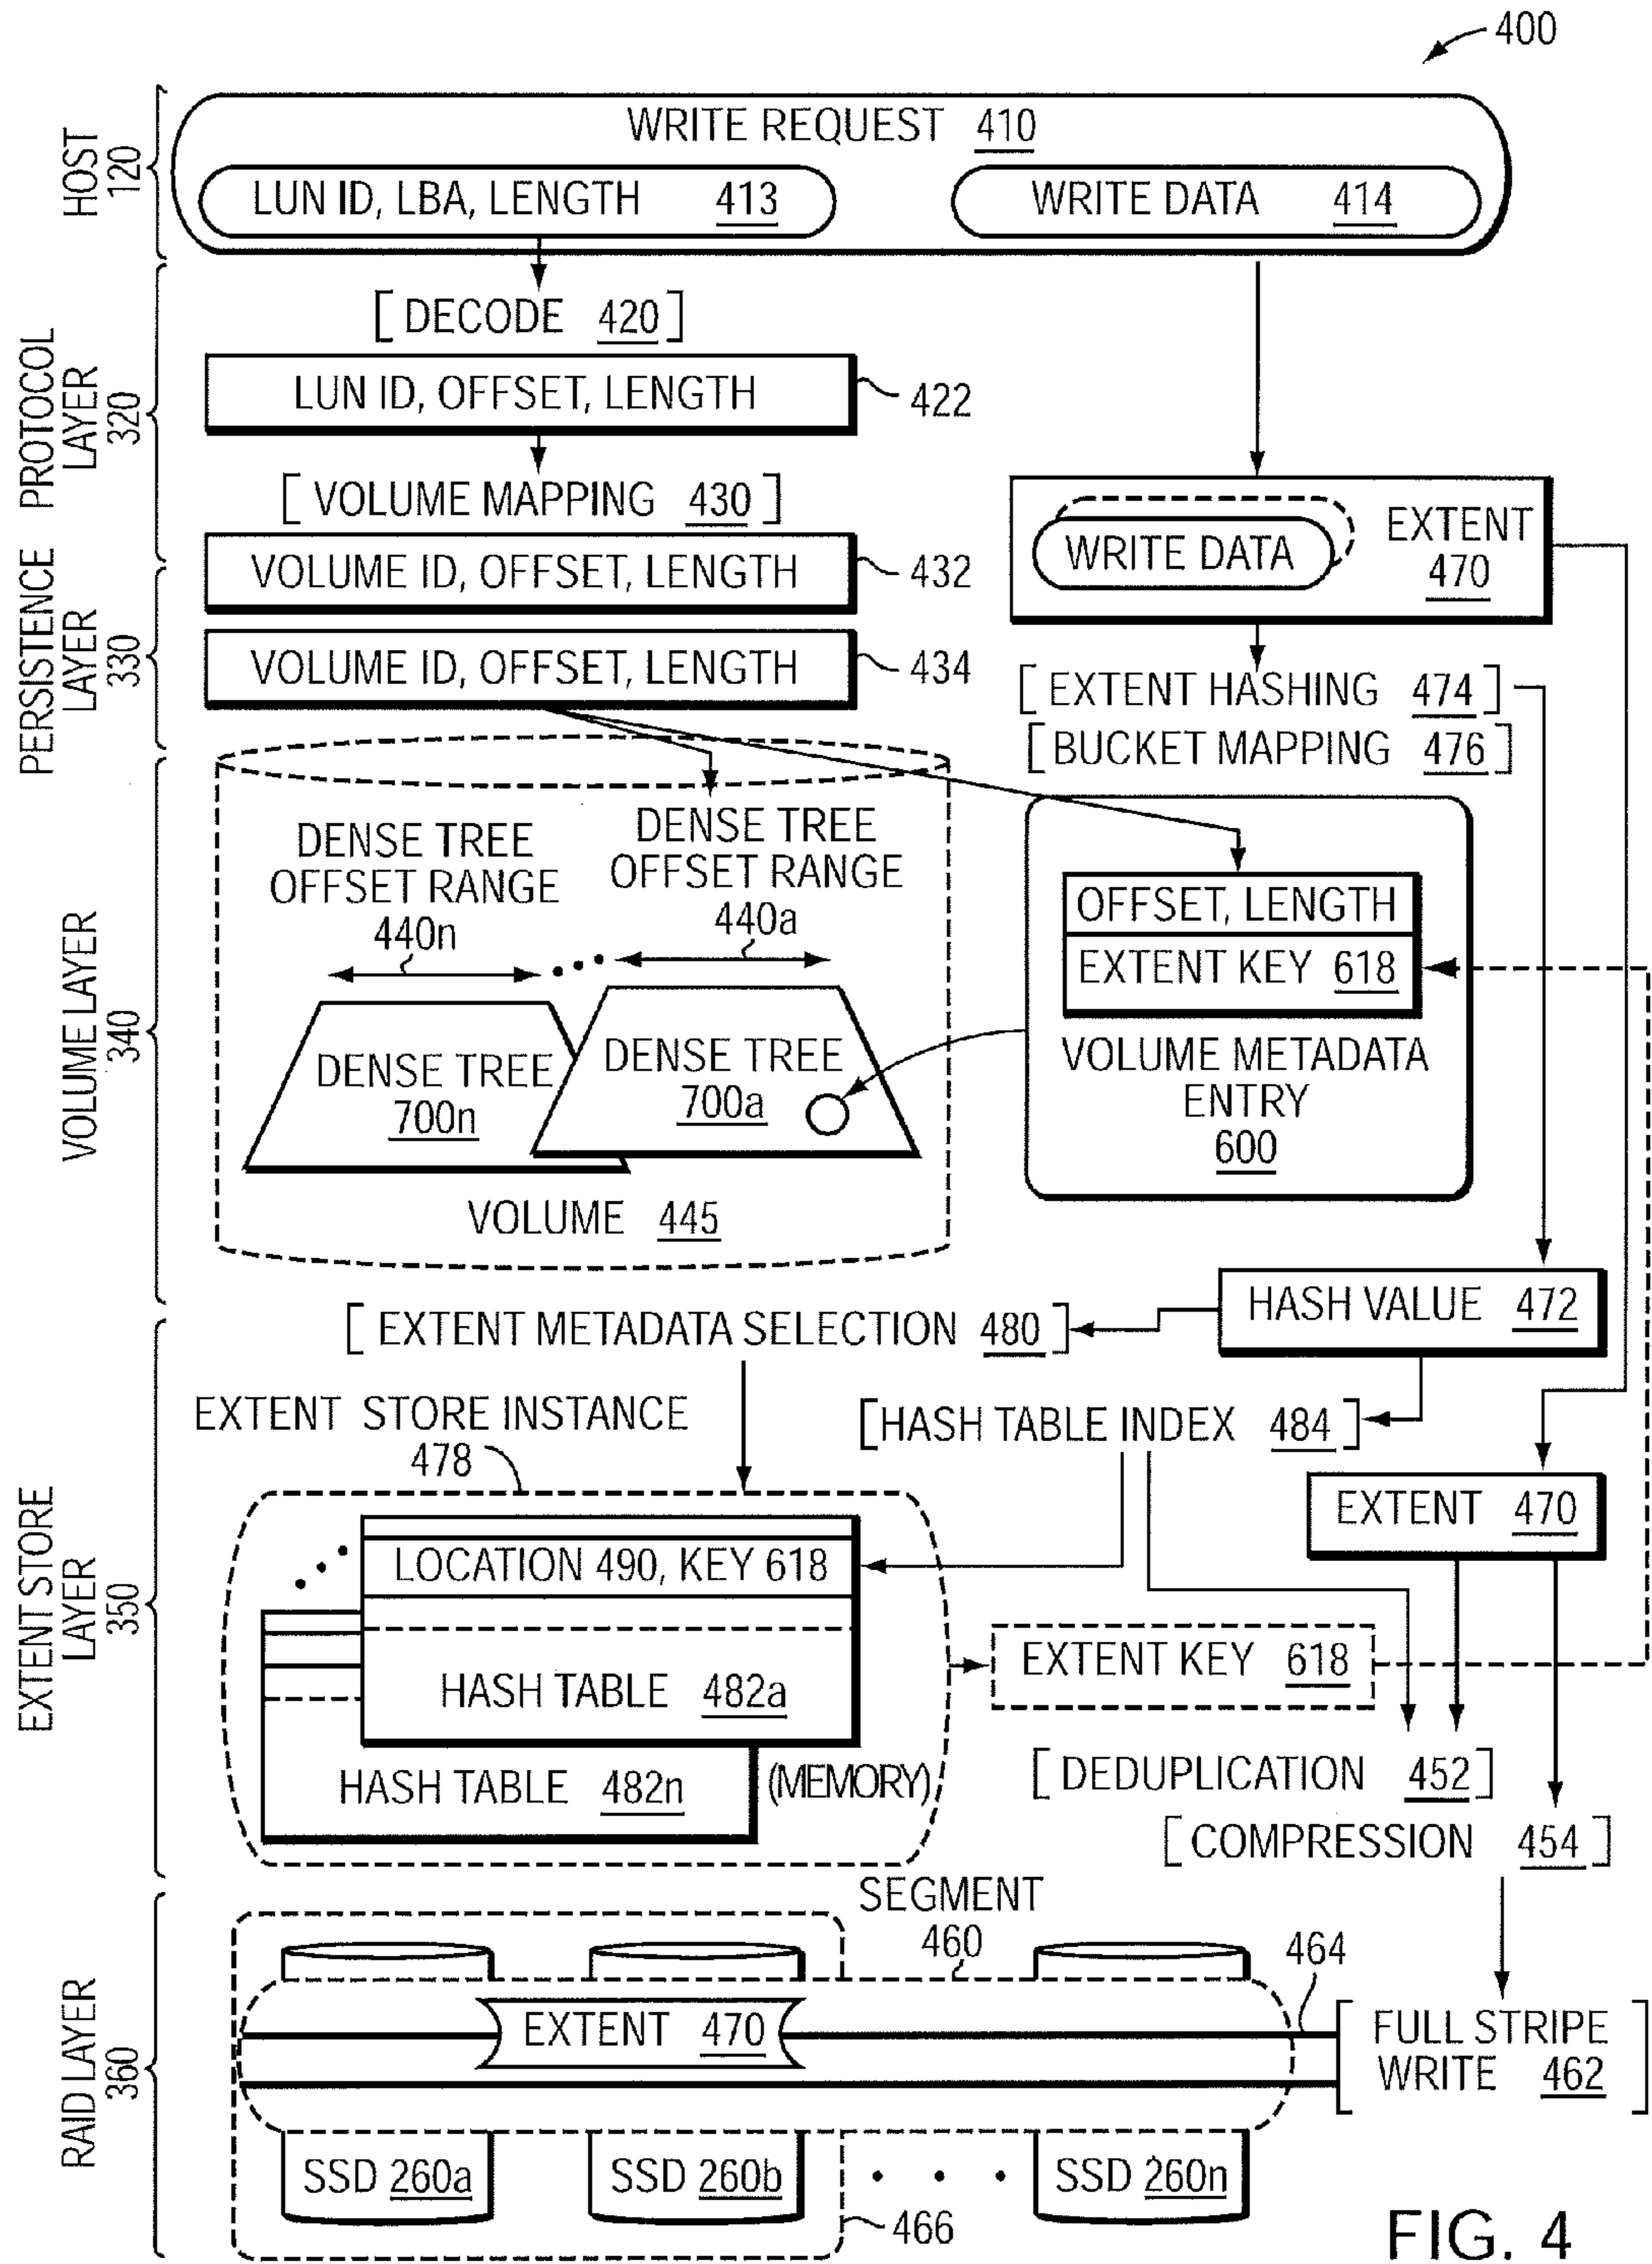 400
HOST
120
WRITE REQUEST 410
LUN ID, LBA, LENGTH 413
WRITE DATA 414
PROTOCOL
LAYER
320
[DECODE 420]
LUN ID, OFFSET, LENGTH
422
[VOLUME MAPPING 430]
VOLUME ID, OFFSET, LENGTH
432
WRITE DATA
EXTENT
470
PERSISTENCE
LAYER
330
VOLUME ID, OFFSET, LENGTH
434
[EXTENT HASHING 474]
[BUCKET MAPPING 476]
VOLUME LAYER
340
DENSE TREE
OFFSET RANGE
440n
DENSE TREE
OFFSET RANGE
440a
DENSE TREE
700n
DENSE TREE
700a
VOLUME 445
OFFSET, LENGTH
EXTENT KEY 618
VOLUME METADATA
ENTRY
600
HASH VALUE 472
EXTENT STORE
LAYER
350
[EXTENT METADATA SELECTION 480]
EXTENT STORE INSTANCE
478
[HASH TABLE INDEX 484]
EXTENT 470
LOCATION 490, KEY 618
HASH TABLE 482a
HASH TABLE 482n
(MEMORY)
EXTENT KEY 618
[DEDUPLICATION 452]
[COMPRESSION 454]
RAID LAYER
360
SEGMENT
460
464
EXTENT 470
[FULL STRIPE
WRITE 462]
SSD 260a
SSD 260b
SSD 260n
466
FIG. 4